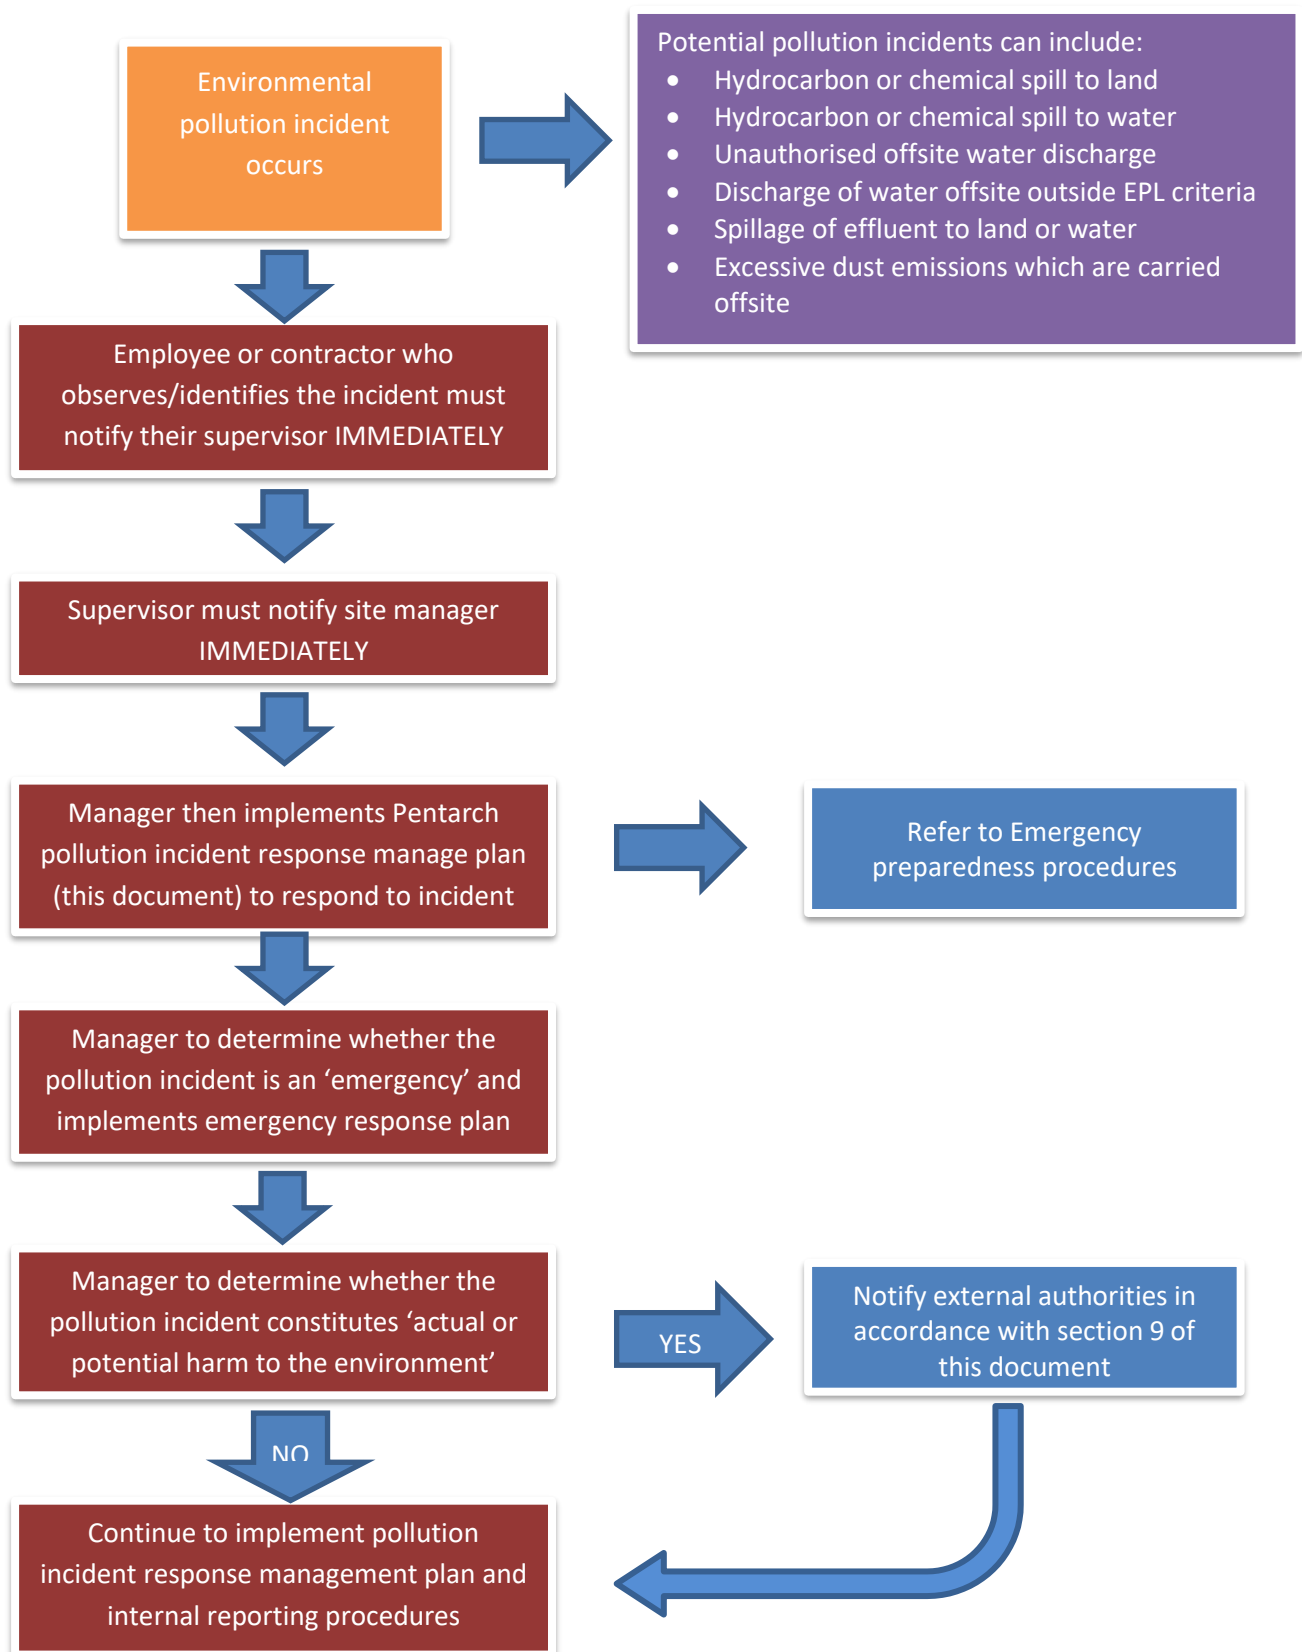 Environmental
pollution incident
occurs
Potential pollution incidents can include:
• Hydrocarbon or chemical spill to land
• Hydrocarbon or chemical spill to water
• Unauthorised offsite water discharge
• Discharge of water offsite outside EPL criteria
• Spillage of effluent to land or water
• Excessive dust emissions which are carried
offsite
Employee or contractor who
observes/identifies the incident must
notify their supervisor IMMEDIATELY
Supervisor must notify site manager
IMMEDIATELY
Manager then implements Pentarch
pollution incident response manage plan
(this document) to respond to incident
Refer to Emergency
preparedness procedures
Manager to determine whether the
pollution incident is an ‘emergency’ and
implements emergency response plan
Manager to determine whether the
pollution incident constitutes ‘actual or
potential harm to the environment’
YES
Notify external authorities in
accordance with section 9 of
this document
NO
Continue to implement pollution
incident response management plan and
internal reporting procedures